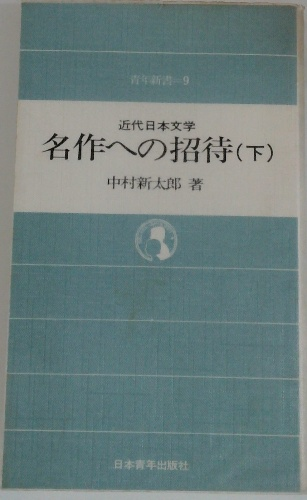 青年新書—9
近代日本文学
名作への招待(下)
中村新太郎 著
日本青年出版社